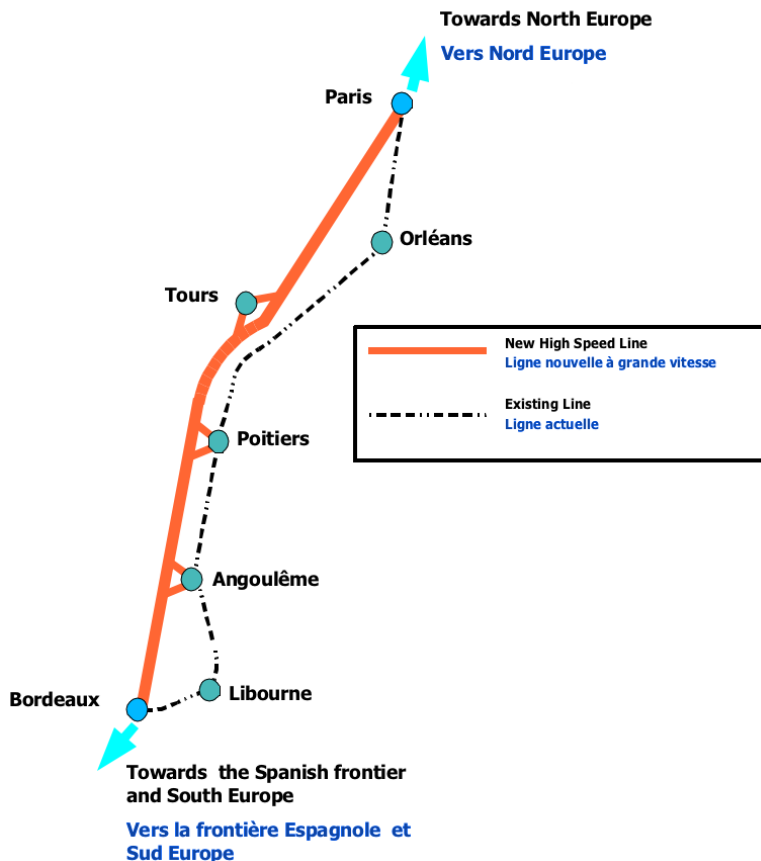 Towards North Europe
Vers Nord Europe
Paris
Orléans
Tours
New High Speed Line
Ligne nouvelle à grande vitesse
Existing Line
Ligne actuelle
Poitiers
Angoulême
Bordeaux
Libourne
Towards the Spanish frontier
and South Europe
Vers la frontière Espagnole et
Sud Europe